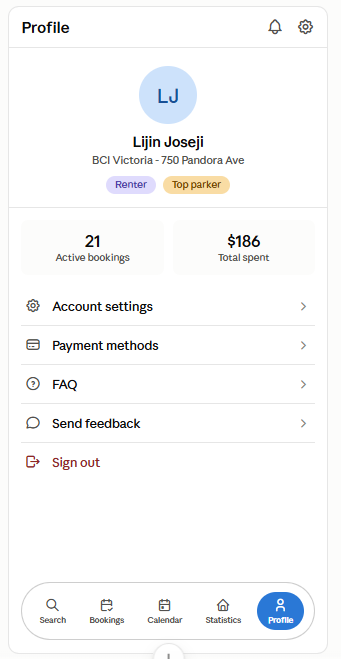 Profile
LJ
Lijin Joseji
BCI Victoria - 750 Pandora Ave
Renter Top parker
21 $186
Active bookings Total spent
Account settings
Payment methods
FAQ
Send feedback
Sign out
Search Bookings Calendar Statistics Profile